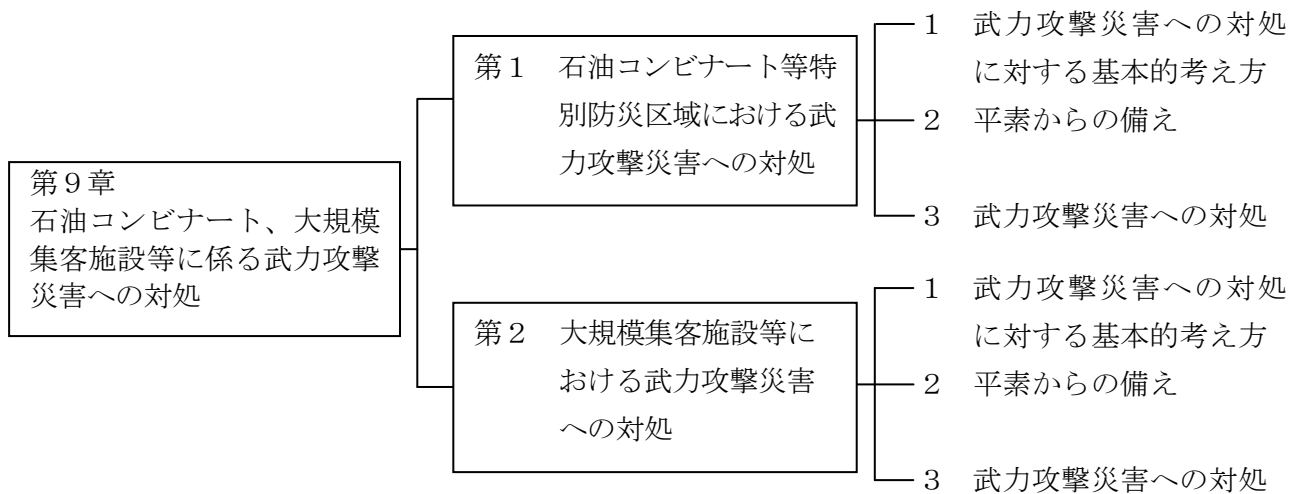 第９章
石油コンビナート、大規模
集客施設等に係る武力攻撃
災害への対処
第１　石油コンビナート等特
別防災区域における武
力攻撃災害への対処
１　武力攻撃災害への対処
に対する基本的考え方
２　平素からの備え
３　武力攻撃災害への対処
第２　大規模集客施設等に
おける武力攻撃災害
への対処
１　武力攻撃災害への対処
に対する基本的考え方
２　平素からの備え
３　武力攻撃災害への対処